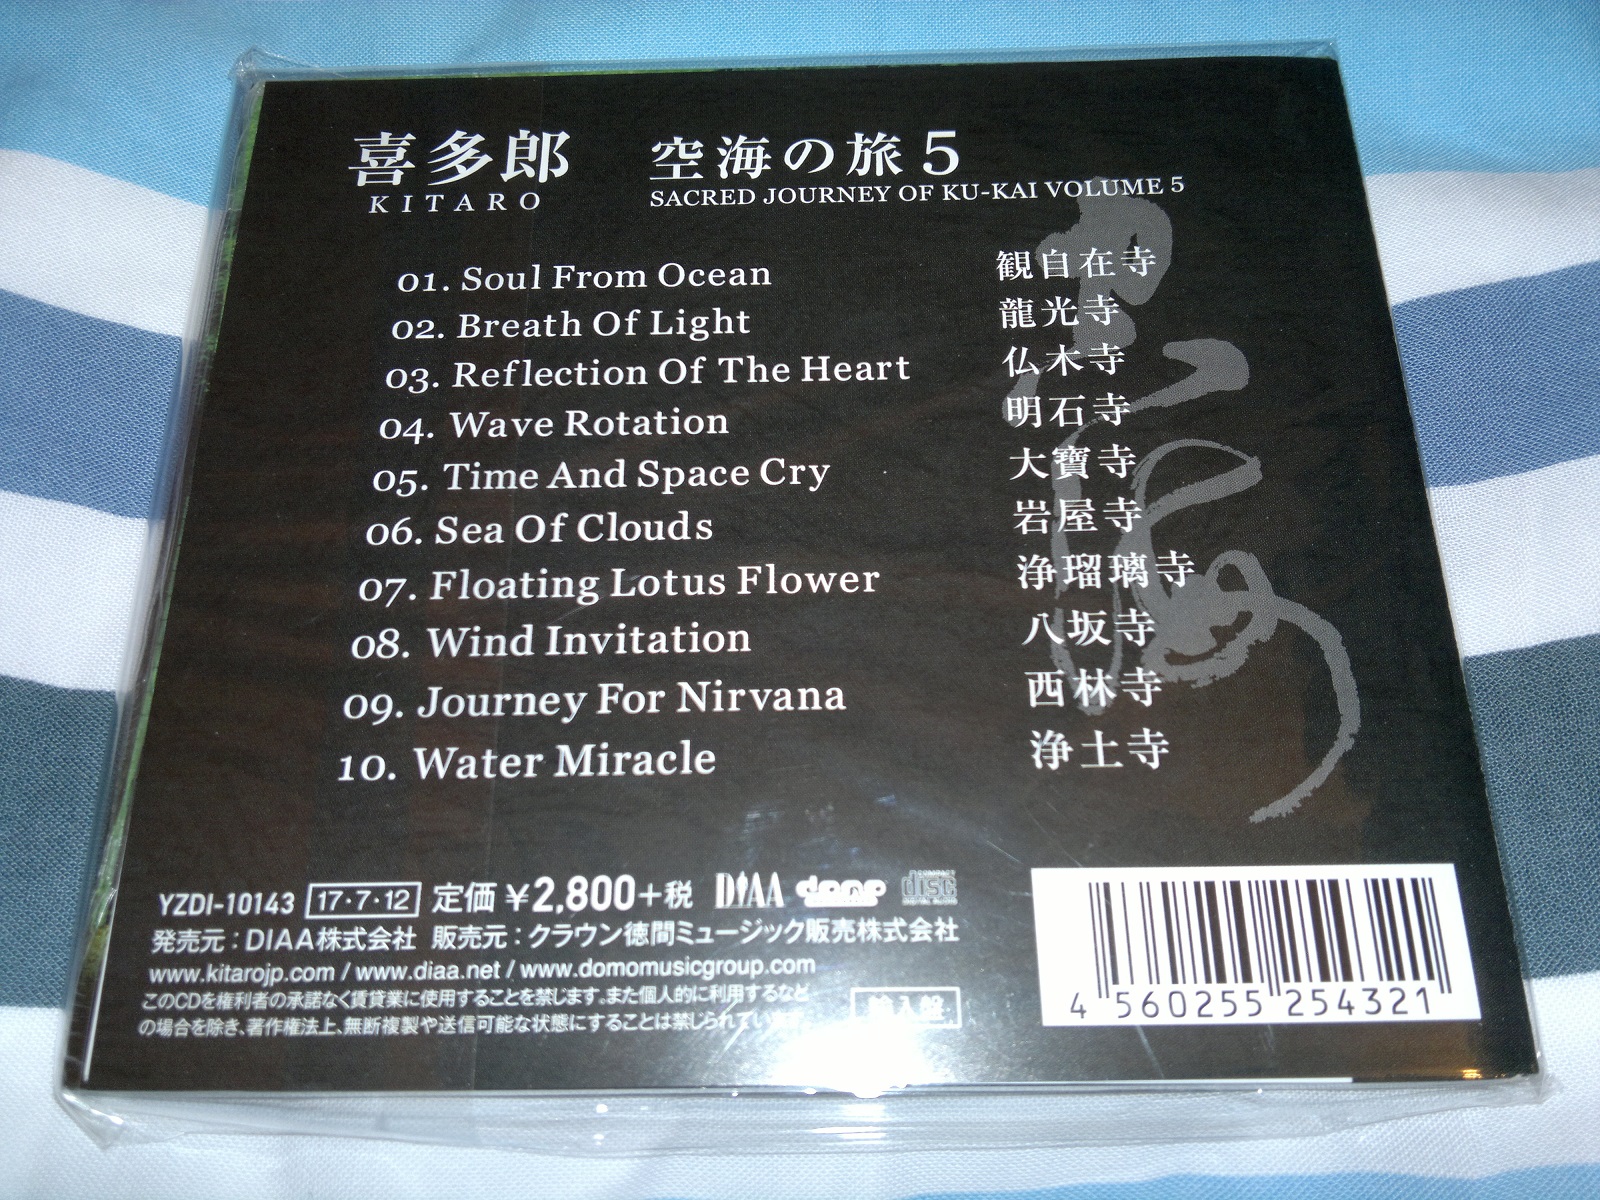 喜多郎 空海の旅5
KITARO SACRED JOURNEY OF KU-KAI VOLUME 5
01. Soul From Ocean 観自在寺
02. Breath Of Light 龍光寺
03. Reflection Of The Heart 仏木寺
04. Wave Rotation 明石寺
05. Time And Space Cry 大寶寺
06. Sea Of Clouds 岩屋寺
07. Floating Lotus Flower 浄瑠璃寺
08. Wind Invitation 八坂寺
09. Journey For Nirvana 西林寺
10. Water Miracle 浄土寺
YZDI-10143 17・7・12 定価 ¥2,800+税 DIAA domo COMPACT disc DIGITAL AUDIO
発売元:DIAA株式会社 販売元:クラウン徳間ミュージック販売株式会社
www.kitarojp.com / www.diaa.net / www.domomusicgroup.com
このCDを権利者の承諾なく賃貸業に使用することを禁じます。また個人的に利用するなど
の場合を除き、著作権法上、無断複製や送信可能な状態にすることは禁じられています。
輸入盤
4 560255 254321